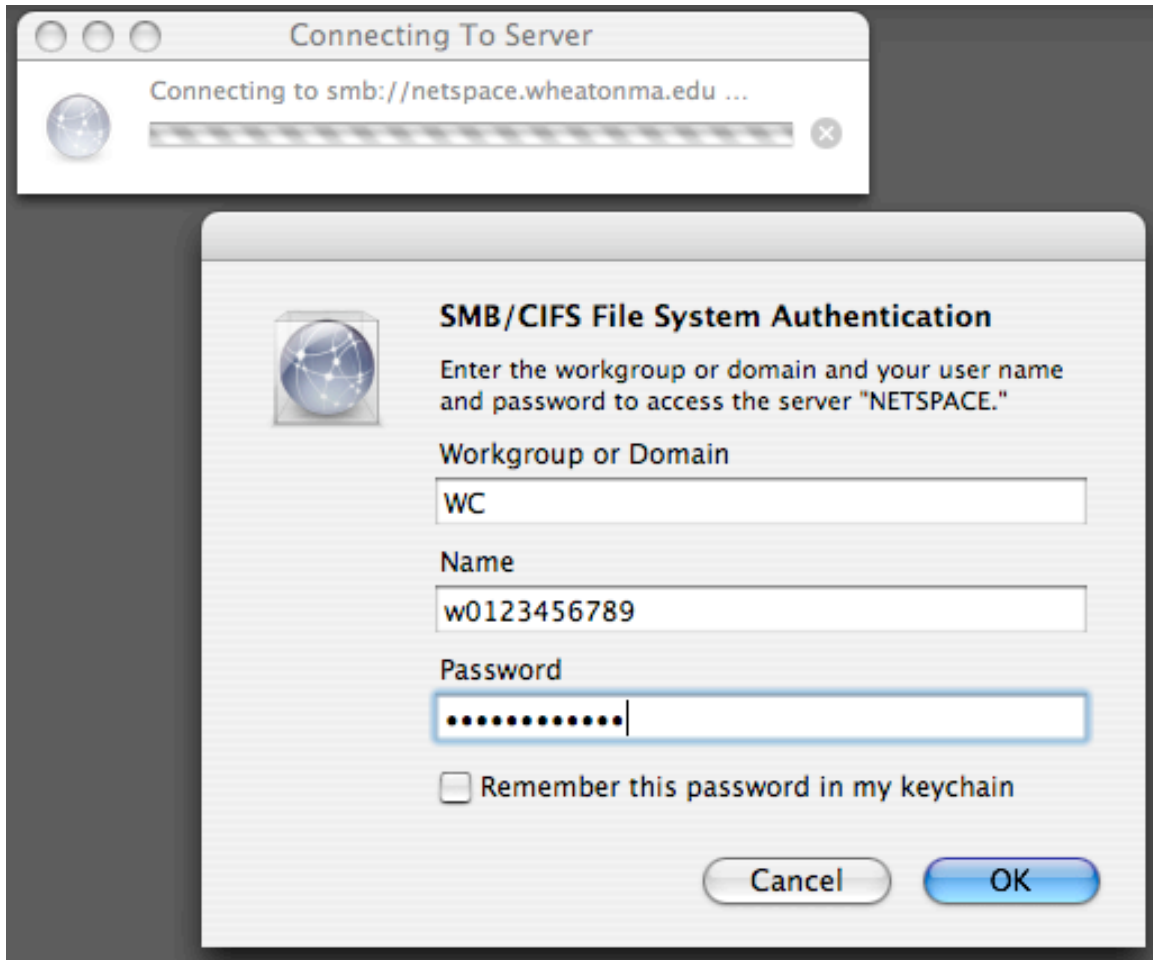 Connecting To Server
Connecting to smb://netspace.wheatonma.edu ...
SMB/CIFS File System Authentication
Enter the workgroup or domain and your user name
and password to access the server "NETSPACE."
Workgroup or Domain
WC
Name
w0123456789
Password
••••••••••••
Remember this password in my keychain
Cancel OK